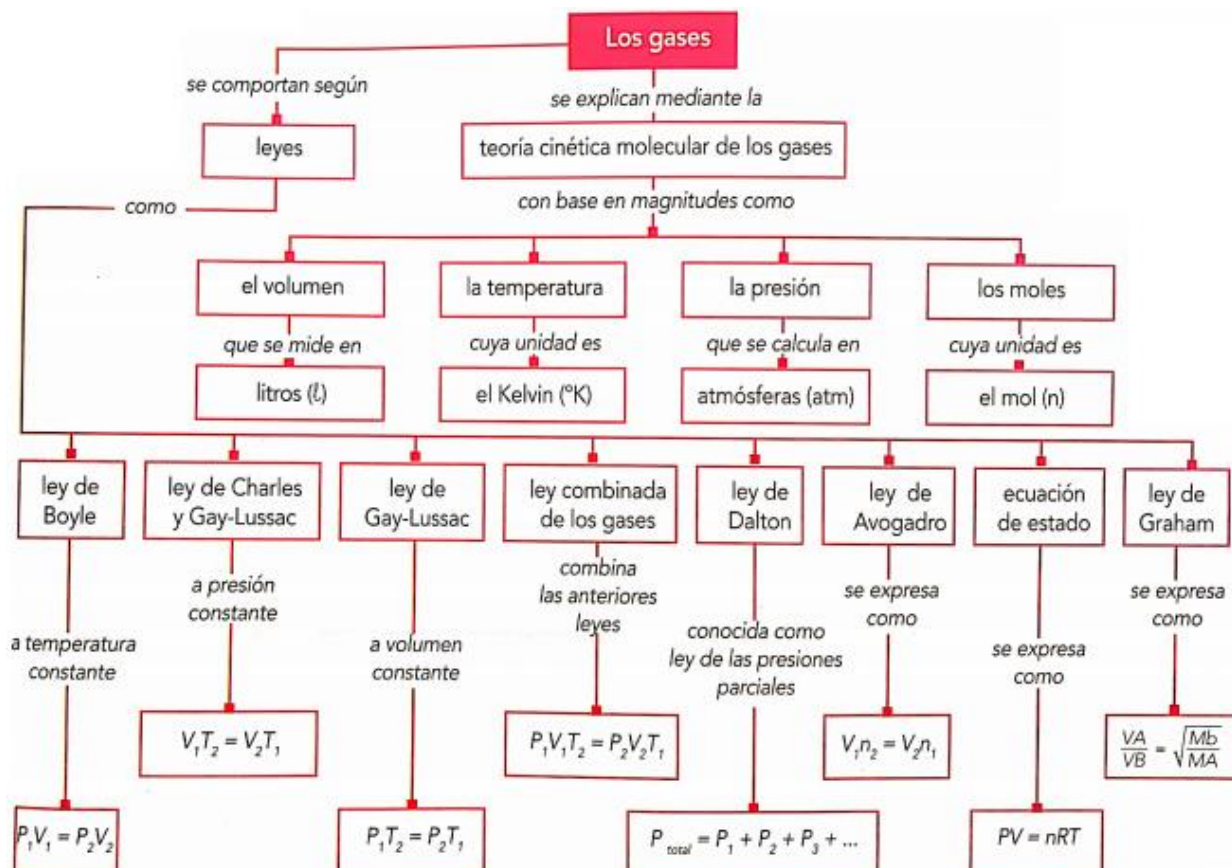 Los gases
se comportan según
se explican mediante la
leyes
teoría cinética molecular de los gases
como
con base en magnitudes como
el volumen
la temperatura
la presión
los moles
que se mide en
cuya unidad es
que se calcula en
cuya unidad es
litros (ℓ)
el Kelvin (°K)
atmósferas (atm)
el mol (n)
ley de
Boyle
ley de Charles
y Gay-Lussac
ley de
Gay-Lussac
ley combinada
de los gases
ley de
Dalton
ley de
Avogadro
ecuación
de estado
ley de
Graham
a temperatura
constante
a presión
constante
a volumen
constante
combina
las anteriores
leyes
conocida como
ley de las presiones
parciales
se expresa
como
se expresa
como
se expresa
como
V₁T₂ = V₂T₁
P₁V₁T₂ = P₂V₂T₁
V₁n₂ = V₂n₁
VA/VB = √(Mb/MA)
P₁V₁ = P₂V₂
P₁T₂ = P₂T₁
P total = P₁ + P₂ + P₃ + ...
PV = nRT